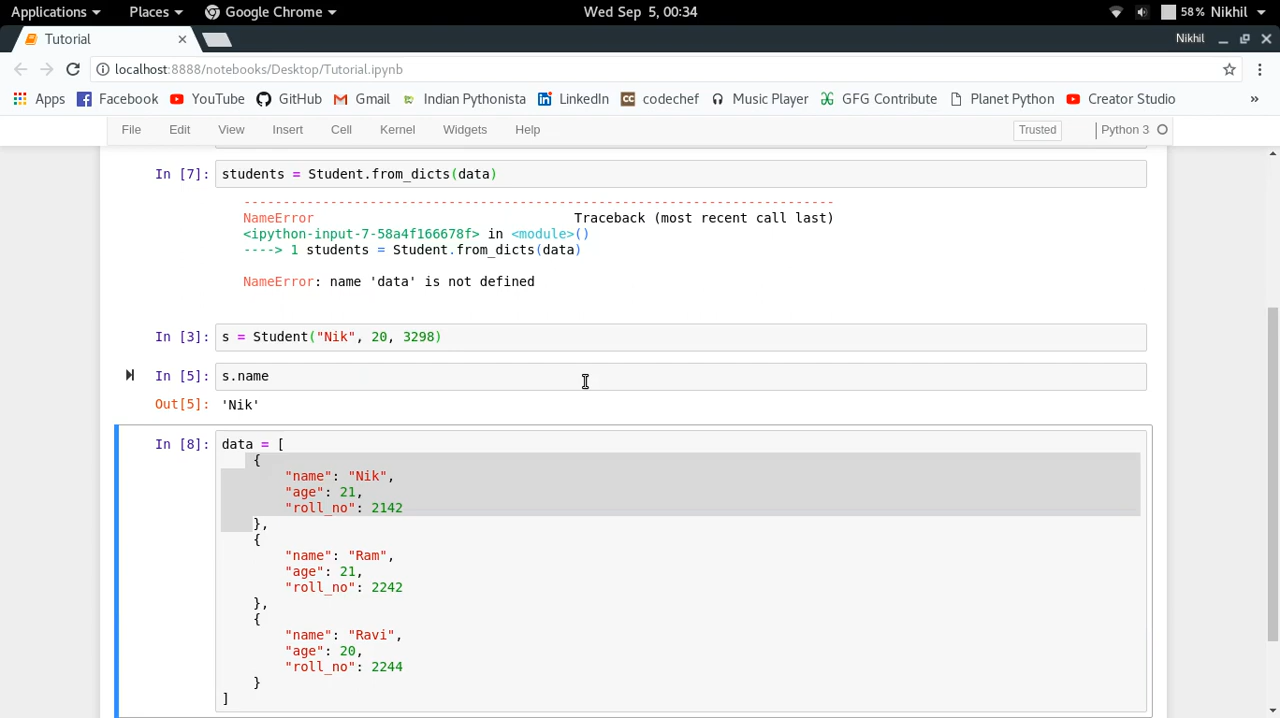 Applications Places Google Chrome Wed Sep 5, 00:34 58% Nikhil
Tutorial Nikhil
localhost:8888/notebooks/Desktop/Tutorial.ipynb
Apps Facebook YouTube GitHub Gmail Indian Pythonista LinkedIn codechef Music Player GFG Contribute Planet Python Creator Studio »
File Edit View Insert Cell Kernel Widgets Help Trusted Python 3
In [7]: students = Student.from_dicts(data)
---------------------------------------------------------------------------
NameError Traceback (most recent call last)
<ipython-input-7-58a4f166678f> in <module>()
----> 1 students = Student.from_dicts(data)
NameError: name 'data' is not defined
In [3]: s = Student("Nik", 20, 3298)
In [5]: s.name
Out[5]: 'Nik'
In [8]: data = [
{
"name": "Nik",
"age": 21,
"roll_no": 2142
},
{
"name": "Ram",
"age": 21,
"roll_no": 2242
},
{
"name": "Ravi",
"age": 20,
"roll_no": 2244
}
]